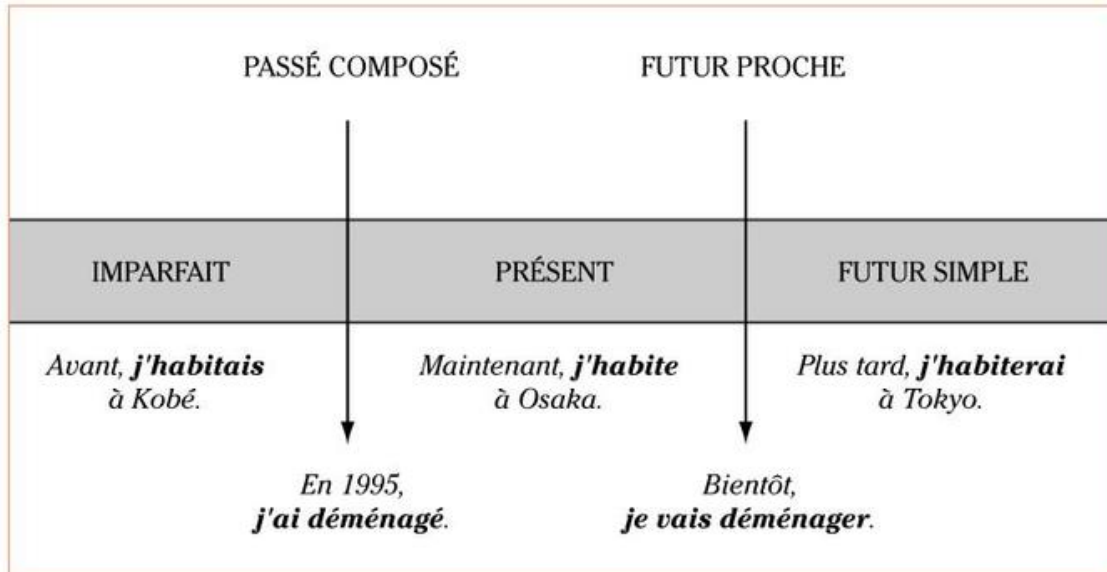 PASSÉ COMPOSÉ
FUTUR PROCHE
IMPARFAIT
PRÉSENT
FUTUR SIMPLE
Avant, j'habitais
à Kobé.
Maintenant, j'habite
à Osaka.
Plus tard, j'habiterai
à Tokyo.
En 1995,
j'ai déménagé.
Bientôt,
je vais déménager.